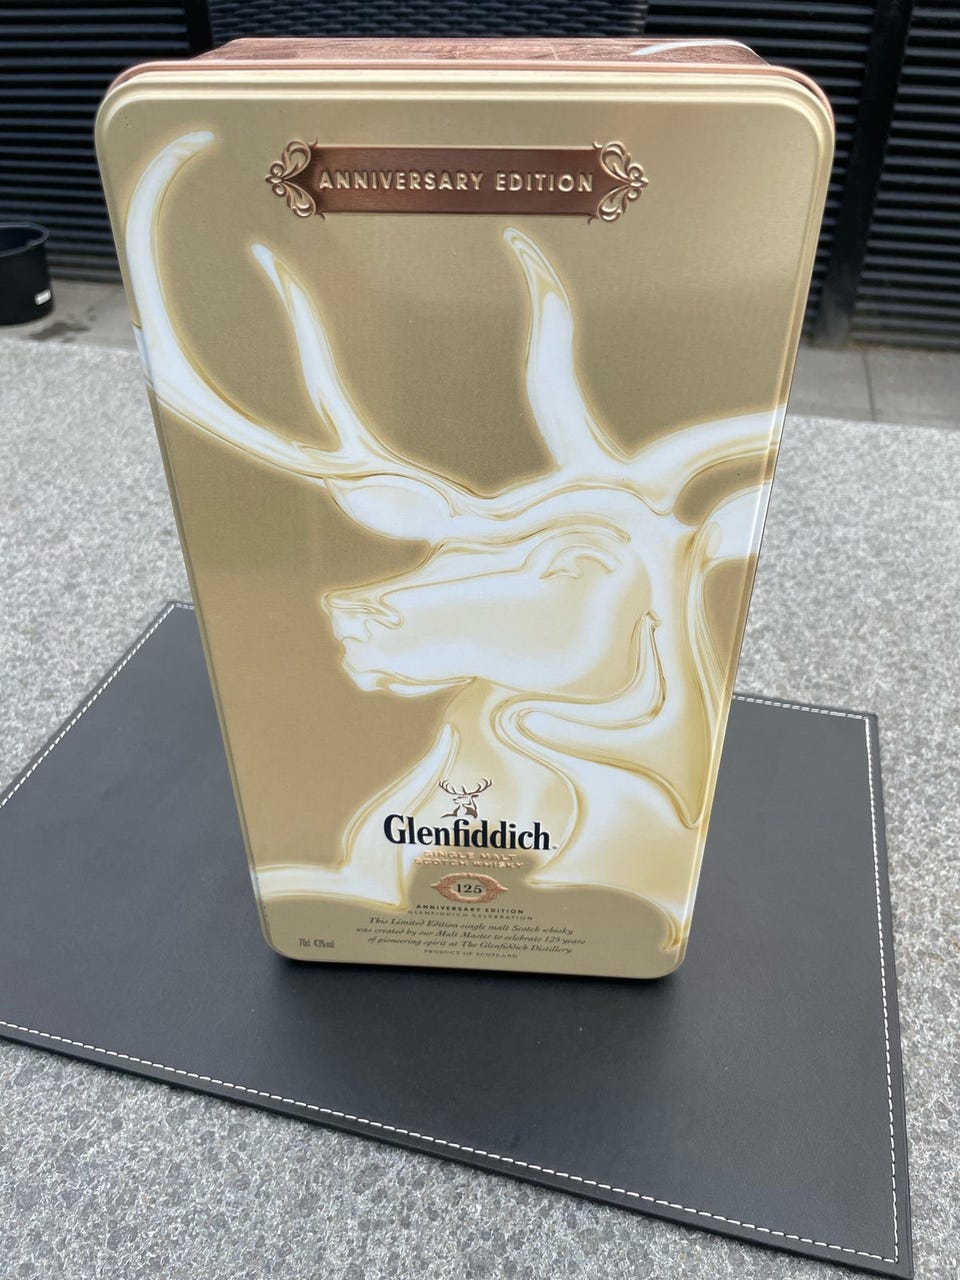 ANNIVERSARY EDITION
Glenfiddich
SINGLE MALT
SCOTCH WHISKY
125
ANNIVERSARY EDITION
GLENFIDDICH CELEBRATION
This Limited Edition single malt Scotch whisky
was created by our Malt Master to celebrate 125 years
of pioneering spirit at The Glenfiddich Distillery.
PRODUCT OF SCOTLAND
70cl 43%vol